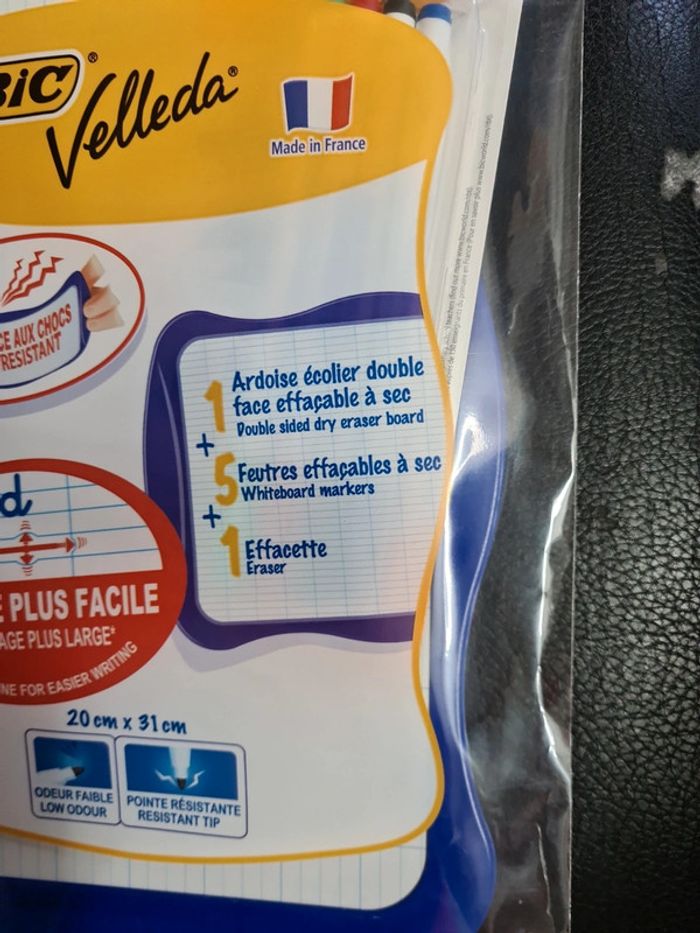 BiC®
Velleda®
Made in France
CE AUX CHOCS
RESISTANT
1 Ardoise écolier double
face effaçable à sec
Double sided dry eraser board
+
5 Feutres effaçables à sec
Whiteboard markers
+
1 Effacette
Eraser
d
E PLUS FACILE
AGE PLUS LARGE*
NE FOR EASIER WRITING
20 cm x 31 cm
ODEUR FAIBLE
LOW ODOUR
POINTE RÉSISTANTE
RESISTANT TIP